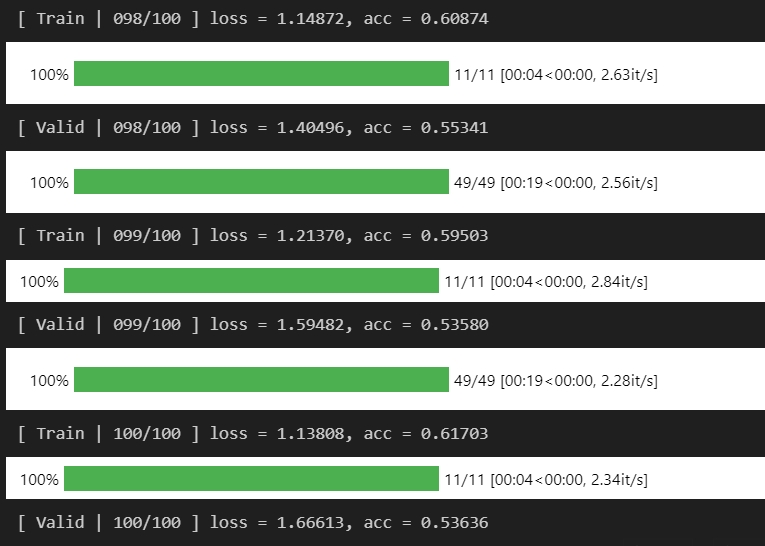 [ Train | 098/100 ] loss = 1.14872, acc = 0.60874
100% 11/11 [00:04<00:00, 2.63it/s]
[ Valid | 098/100 ] loss = 1.40496, acc = 0.55341
100% 49/49 [00:19<00:00, 2.56it/s]
[ Train | 099/100 ] loss = 1.21370, acc = 0.59503
100% 11/11 [00:04<00:00, 2.84it/s]
[ Valid | 099/100 ] loss = 1.59482, acc = 0.53580
100% 49/49 [00:19<00:00, 2.28it/s]
[ Train | 100/100 ] loss = 1.13808, acc = 0.61703
100% 11/11 [00:04<00:00, 2.34it/s]
[ Valid | 100/100 ] loss = 1.66613, acc = 0.53636